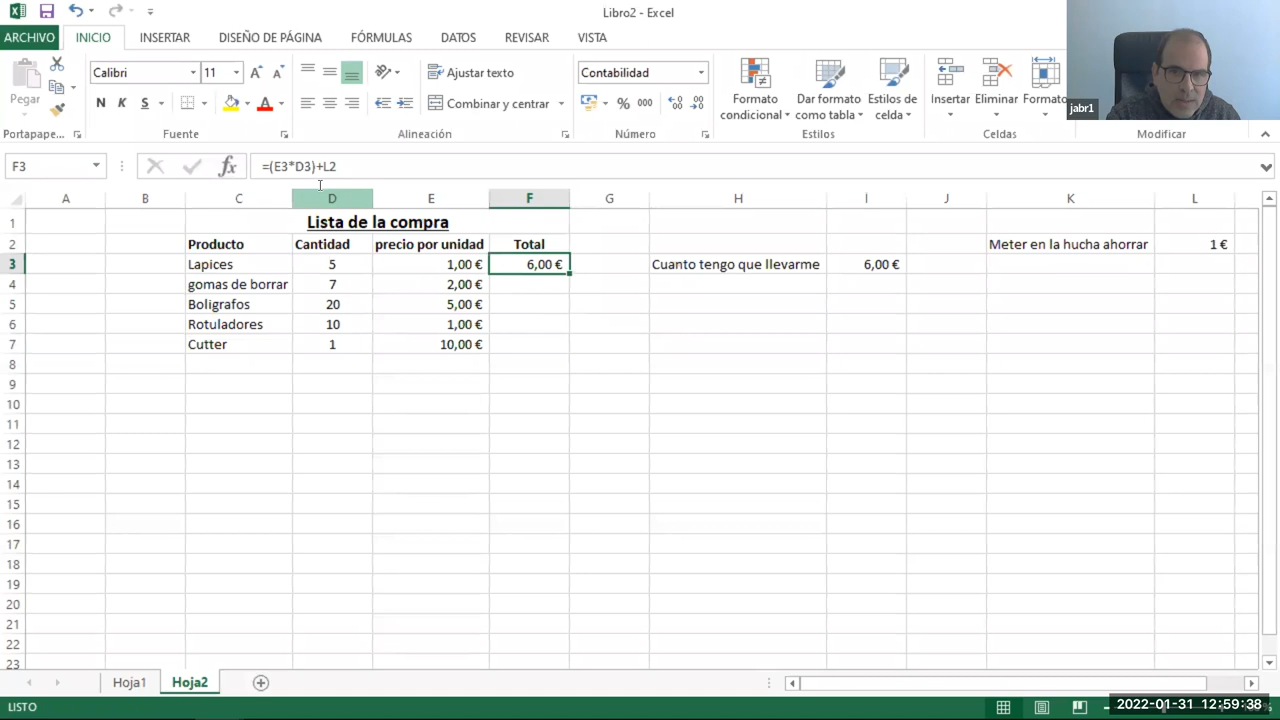 Libro2 - Excel
ARCHIVO INICIO INSERTAR DISEÑO DE PÁGINA FÓRMULAS DATOS REVISAR VISTA
Pegar
Calibri 11
N K S
Ajustar texto
Combinar y centrar
Contabilidad
% 000
Formato condicional
Dar formato como tabla
Estilos de celda
Insertar Eliminar Formato
Portapape... Fuente Alineación Número Estilos Celdas Modificar
jabr1
F3 fx =(E3*D3)+L2
A B C D E F G H I J K L
1 Lista de la compra
2 Producto Cantidad precio por unidad Total Meter en la hucha ahorrar 1 €
3 Lapices 5 1,00 € 6,00 € Cuanto tengo que llevarme 6,00 €
4 gomas de borrar 7 2,00 €
5 Boligrafos 20 5,00 €
6 Rotuladores 10 1,00 €
7 Cutter 1 10,00 €
8
9
10
11
12
13
14
15
16
17
18
19
20
21
22
23
Hoja1 Hoja2
LISTO
2022-01-31 12:59:38